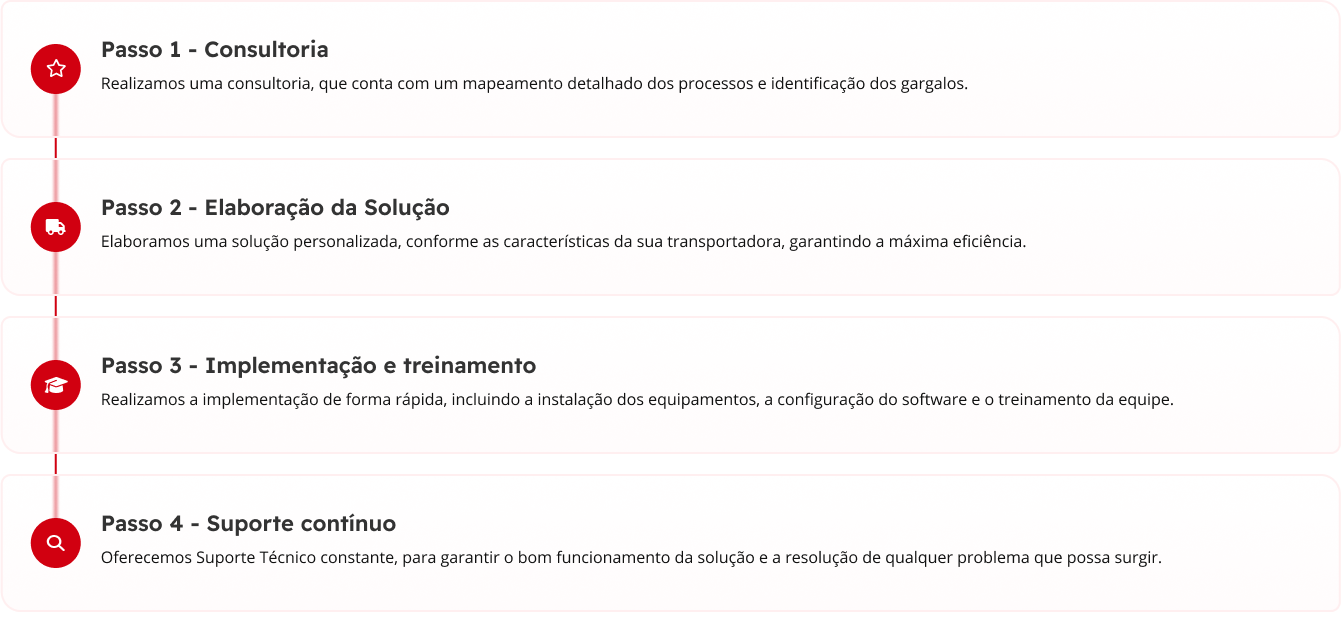 Passo 1 - Consultoria
Realizamos uma consultoria, que conta com um mapeamento detalhado dos processos e identificação dos gargalos.
Passo 2 - Elaboração da Solução
Elaboramos uma solução personalizada, conforme as características da sua transportadora, garantindo a máxima eficiência.
Passo 3 - Implementação e treinamento
Realizamos a implementação de forma rápida, incluindo a instalação dos equipamentos, a configuração do software e o treinamento da equipe.
Passo 4 - Suporte contínuo
Oferecemos Suporte Técnico constante, para garantir o bom funcionamento da solução e a resolução de qualquer problema que possa surgir.